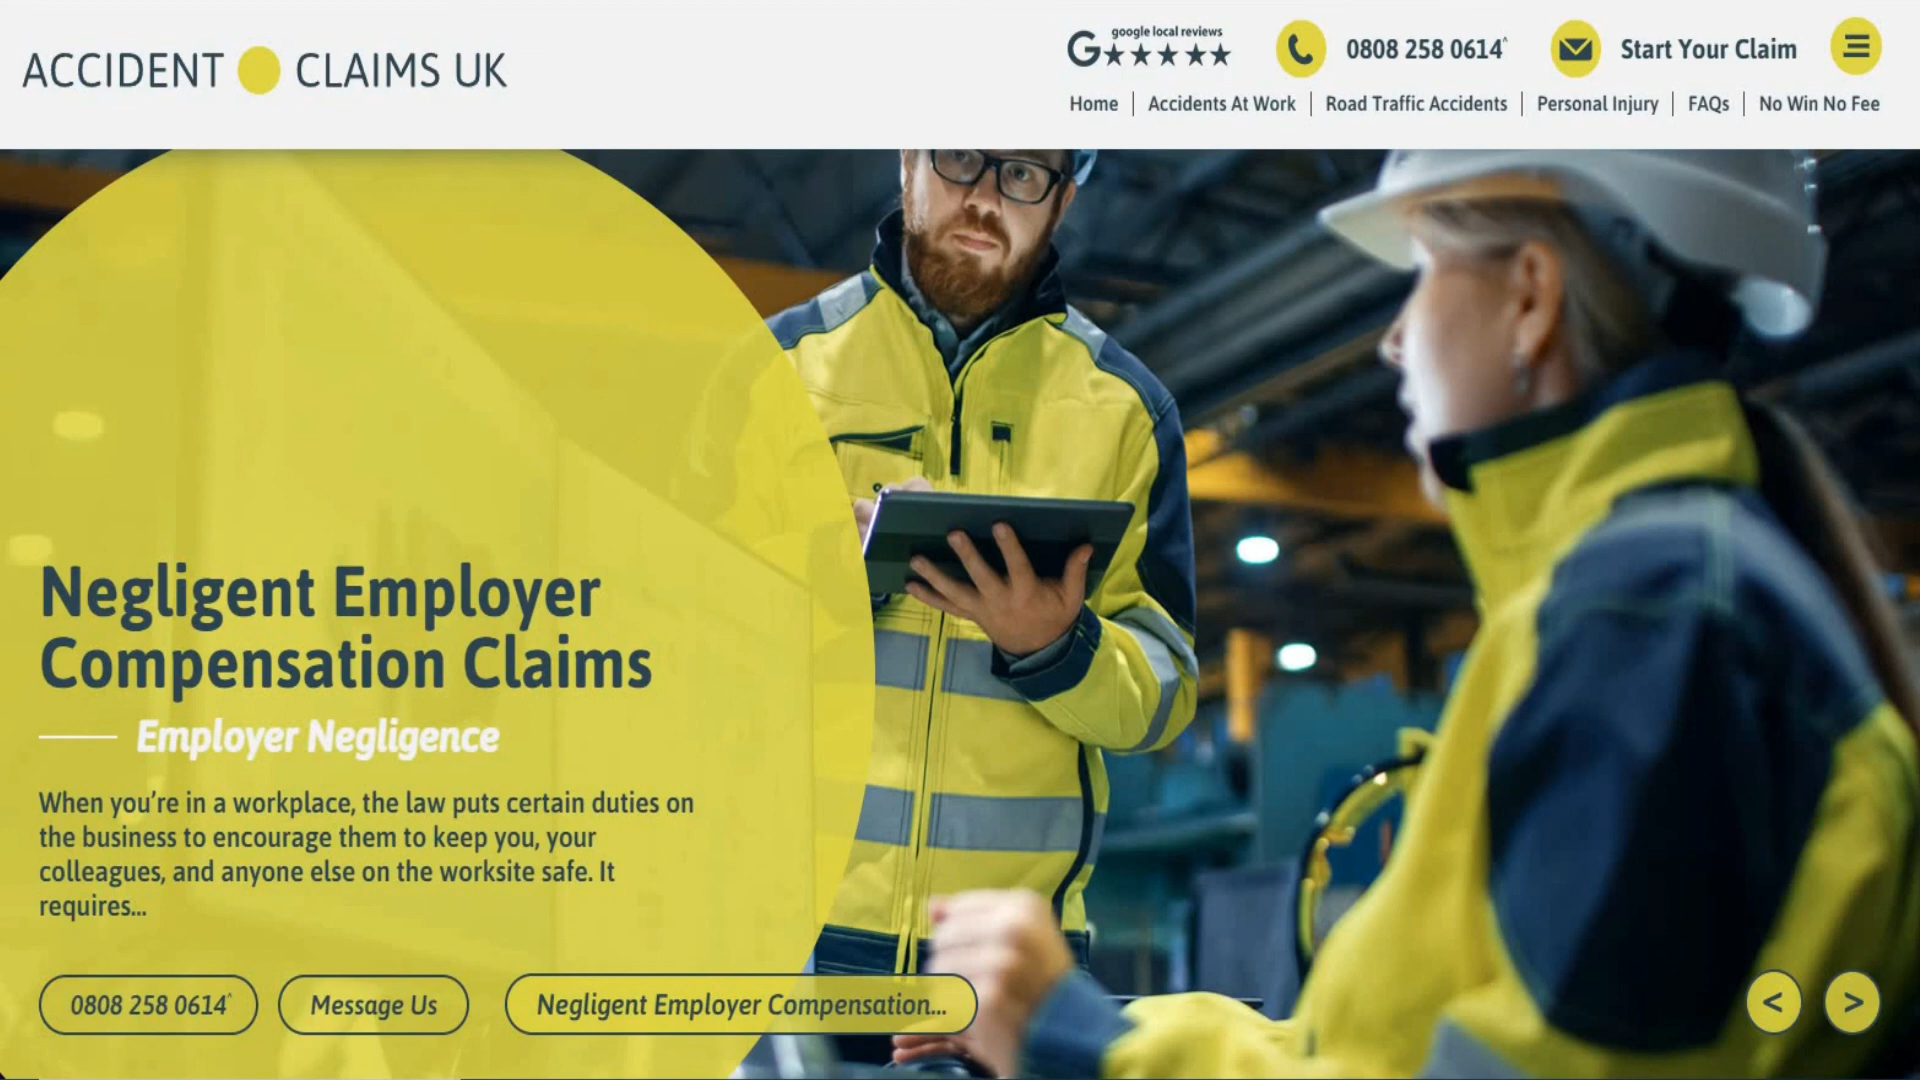 ACCIDENT CLAIMS UK
google local reviews
0808 258 0614^
Start Your Claim
Home | Accidents At Work | Road Traffic Accidents | Personal Injury | FAQs | No Win No Fee
Negligent Employer
Compensation Claims
Employer Negligence
When you're in a workplace, the law puts certain duties on
the business to encourage them to keep you, your
colleagues, and anyone else on the worksite safe. It
requires...
0808 258 0614^
Message Us
Negligent Employer Compensation...
< >